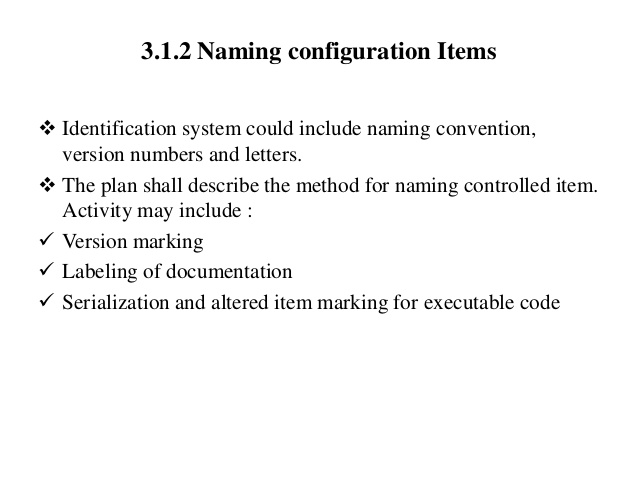 3.1.2 Naming configuration Items
❖ Identification system could include naming convention,
version numbers and letters.
❖ The plan shall describe the method for naming controlled item.
Activity may include :
✓ Version marking
✓ Labeling of documentation
✓ Serialization and altered item marking for executable code